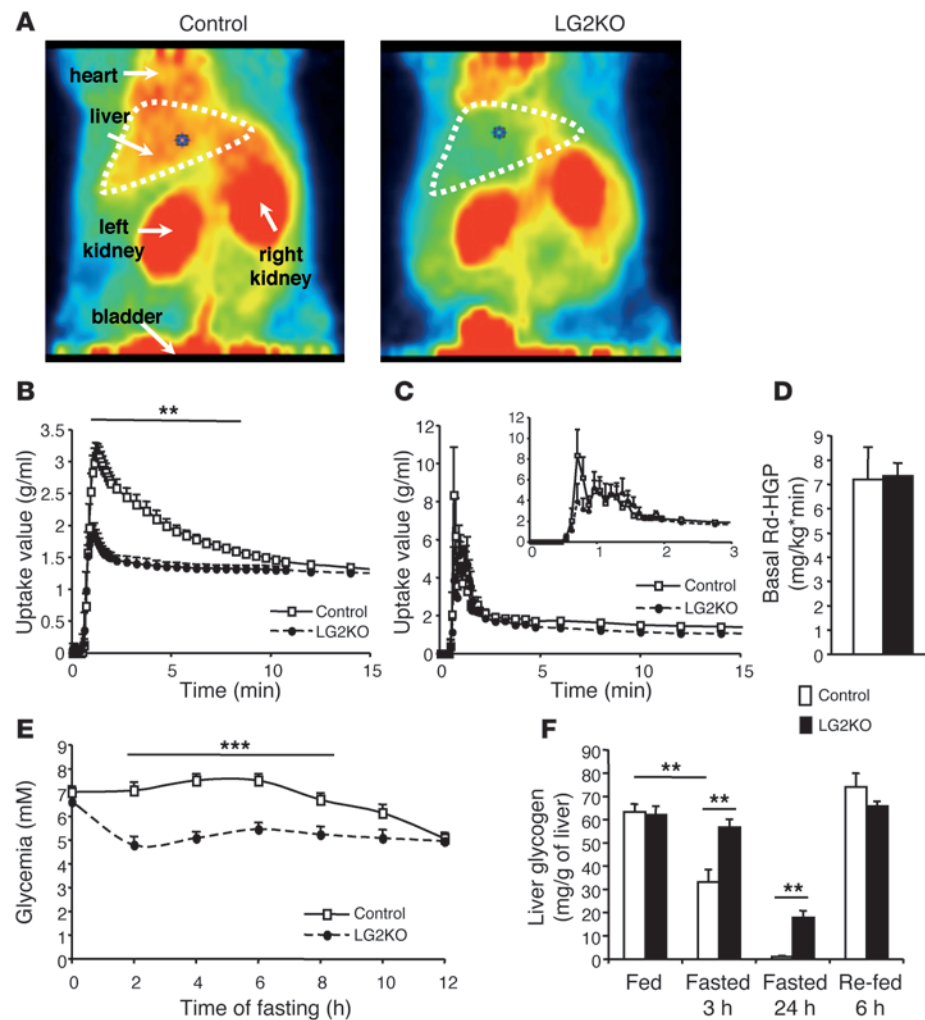 A
Control
LG2KO
heart
liver
left
kidney
right
kidney
bladder
B
**
3.5
3
2.5
2
1.5
1
0.5
0
Uptake value (g/ml)
0 5 10 15
Time (min)
Control
LG2KO
C
12
10
8
6
4
2
0
Uptake value (g/ml)
0 5 10 15
Time (min)
12
10
8
6
4
2
0 1 2 3
Control
LG2KO
D
9
8
7
6
5
4
3
2
1
0
Basal Rd-HGP
(mg/kg*min)
Control
LG2KO
E
***
9
8
7
6
5
4
3
2
1
0
Glycemia (mM)
0 2 4 6 8 10 12
Time of fasting (h)
Control
LG2KO
F
** ** **
90
80
70
60
50
40
30
20
10
0
Liver glycogen
(mg/g of liver)
Fed Fasted Fasted Re-fed
3 h 24 h 6 h